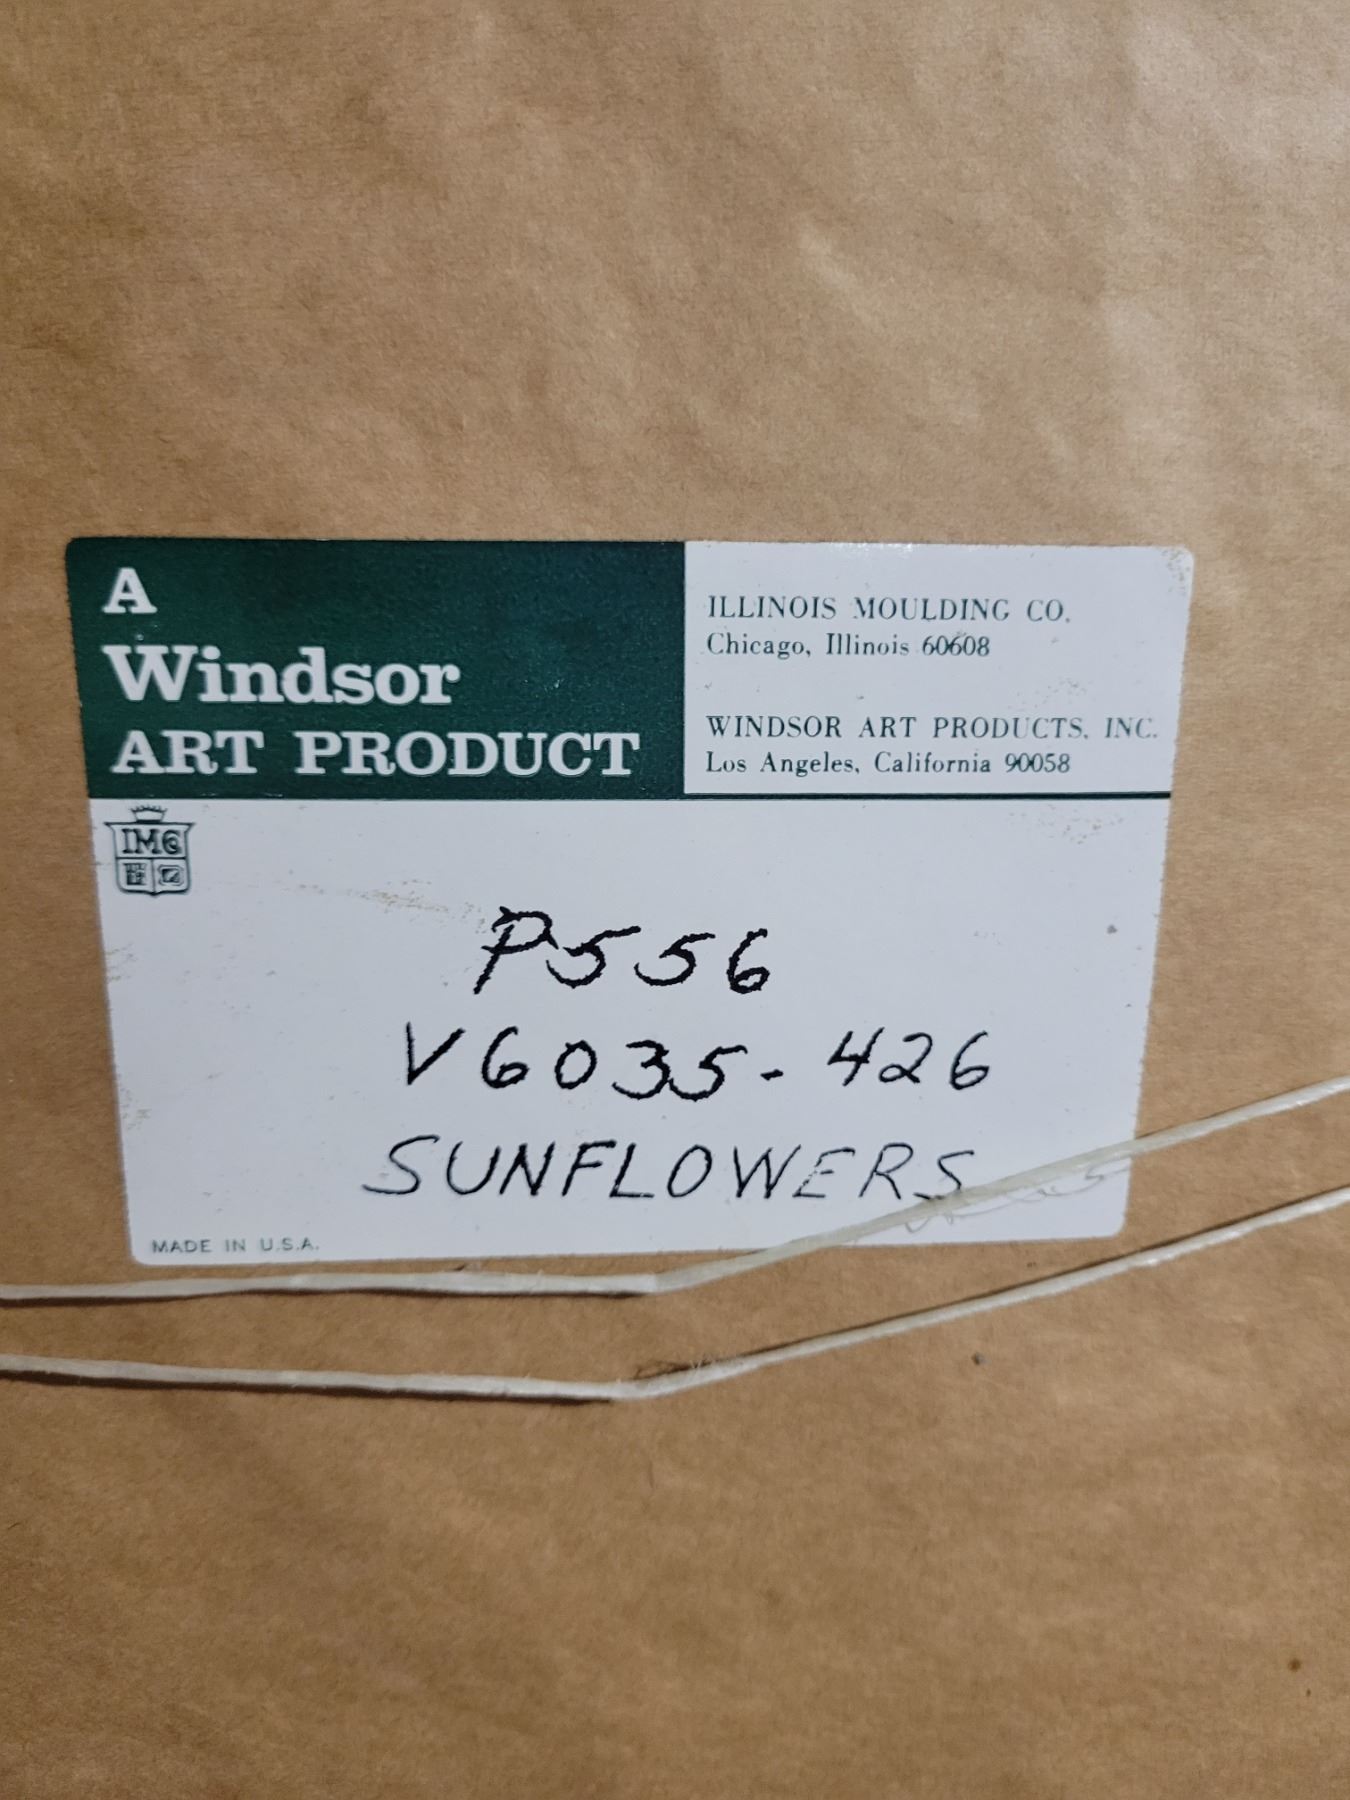 A
Windsor
ART PRODUCT
ILLINOIS MOULDING CO.
Chicago, Illinois 60608
WINDSOR ART PRODUCTS, INC.
Los Angeles, California 90058
IMC
P556
V6035-426
SUNFLOWERS
MADE IN U.S.A.